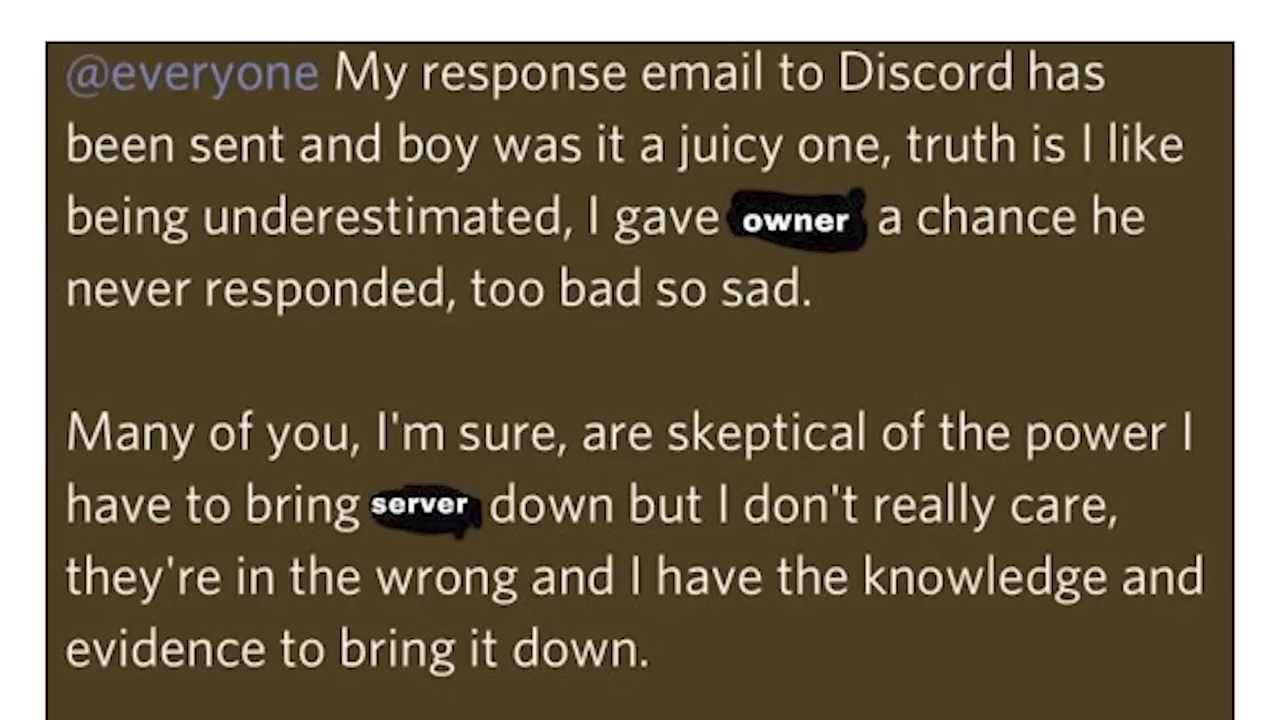 @everyone My response email to Discord has
been sent and boy was it a juicy one, truth is I like
being underestimated, I gave owner a chance he
never responded, too bad so sad.
Many of you, I'm sure, are skeptical of the power I
have to bring server down but I don't really care,
they're in the wrong and I have the knowledge and
evidence to bring it down.